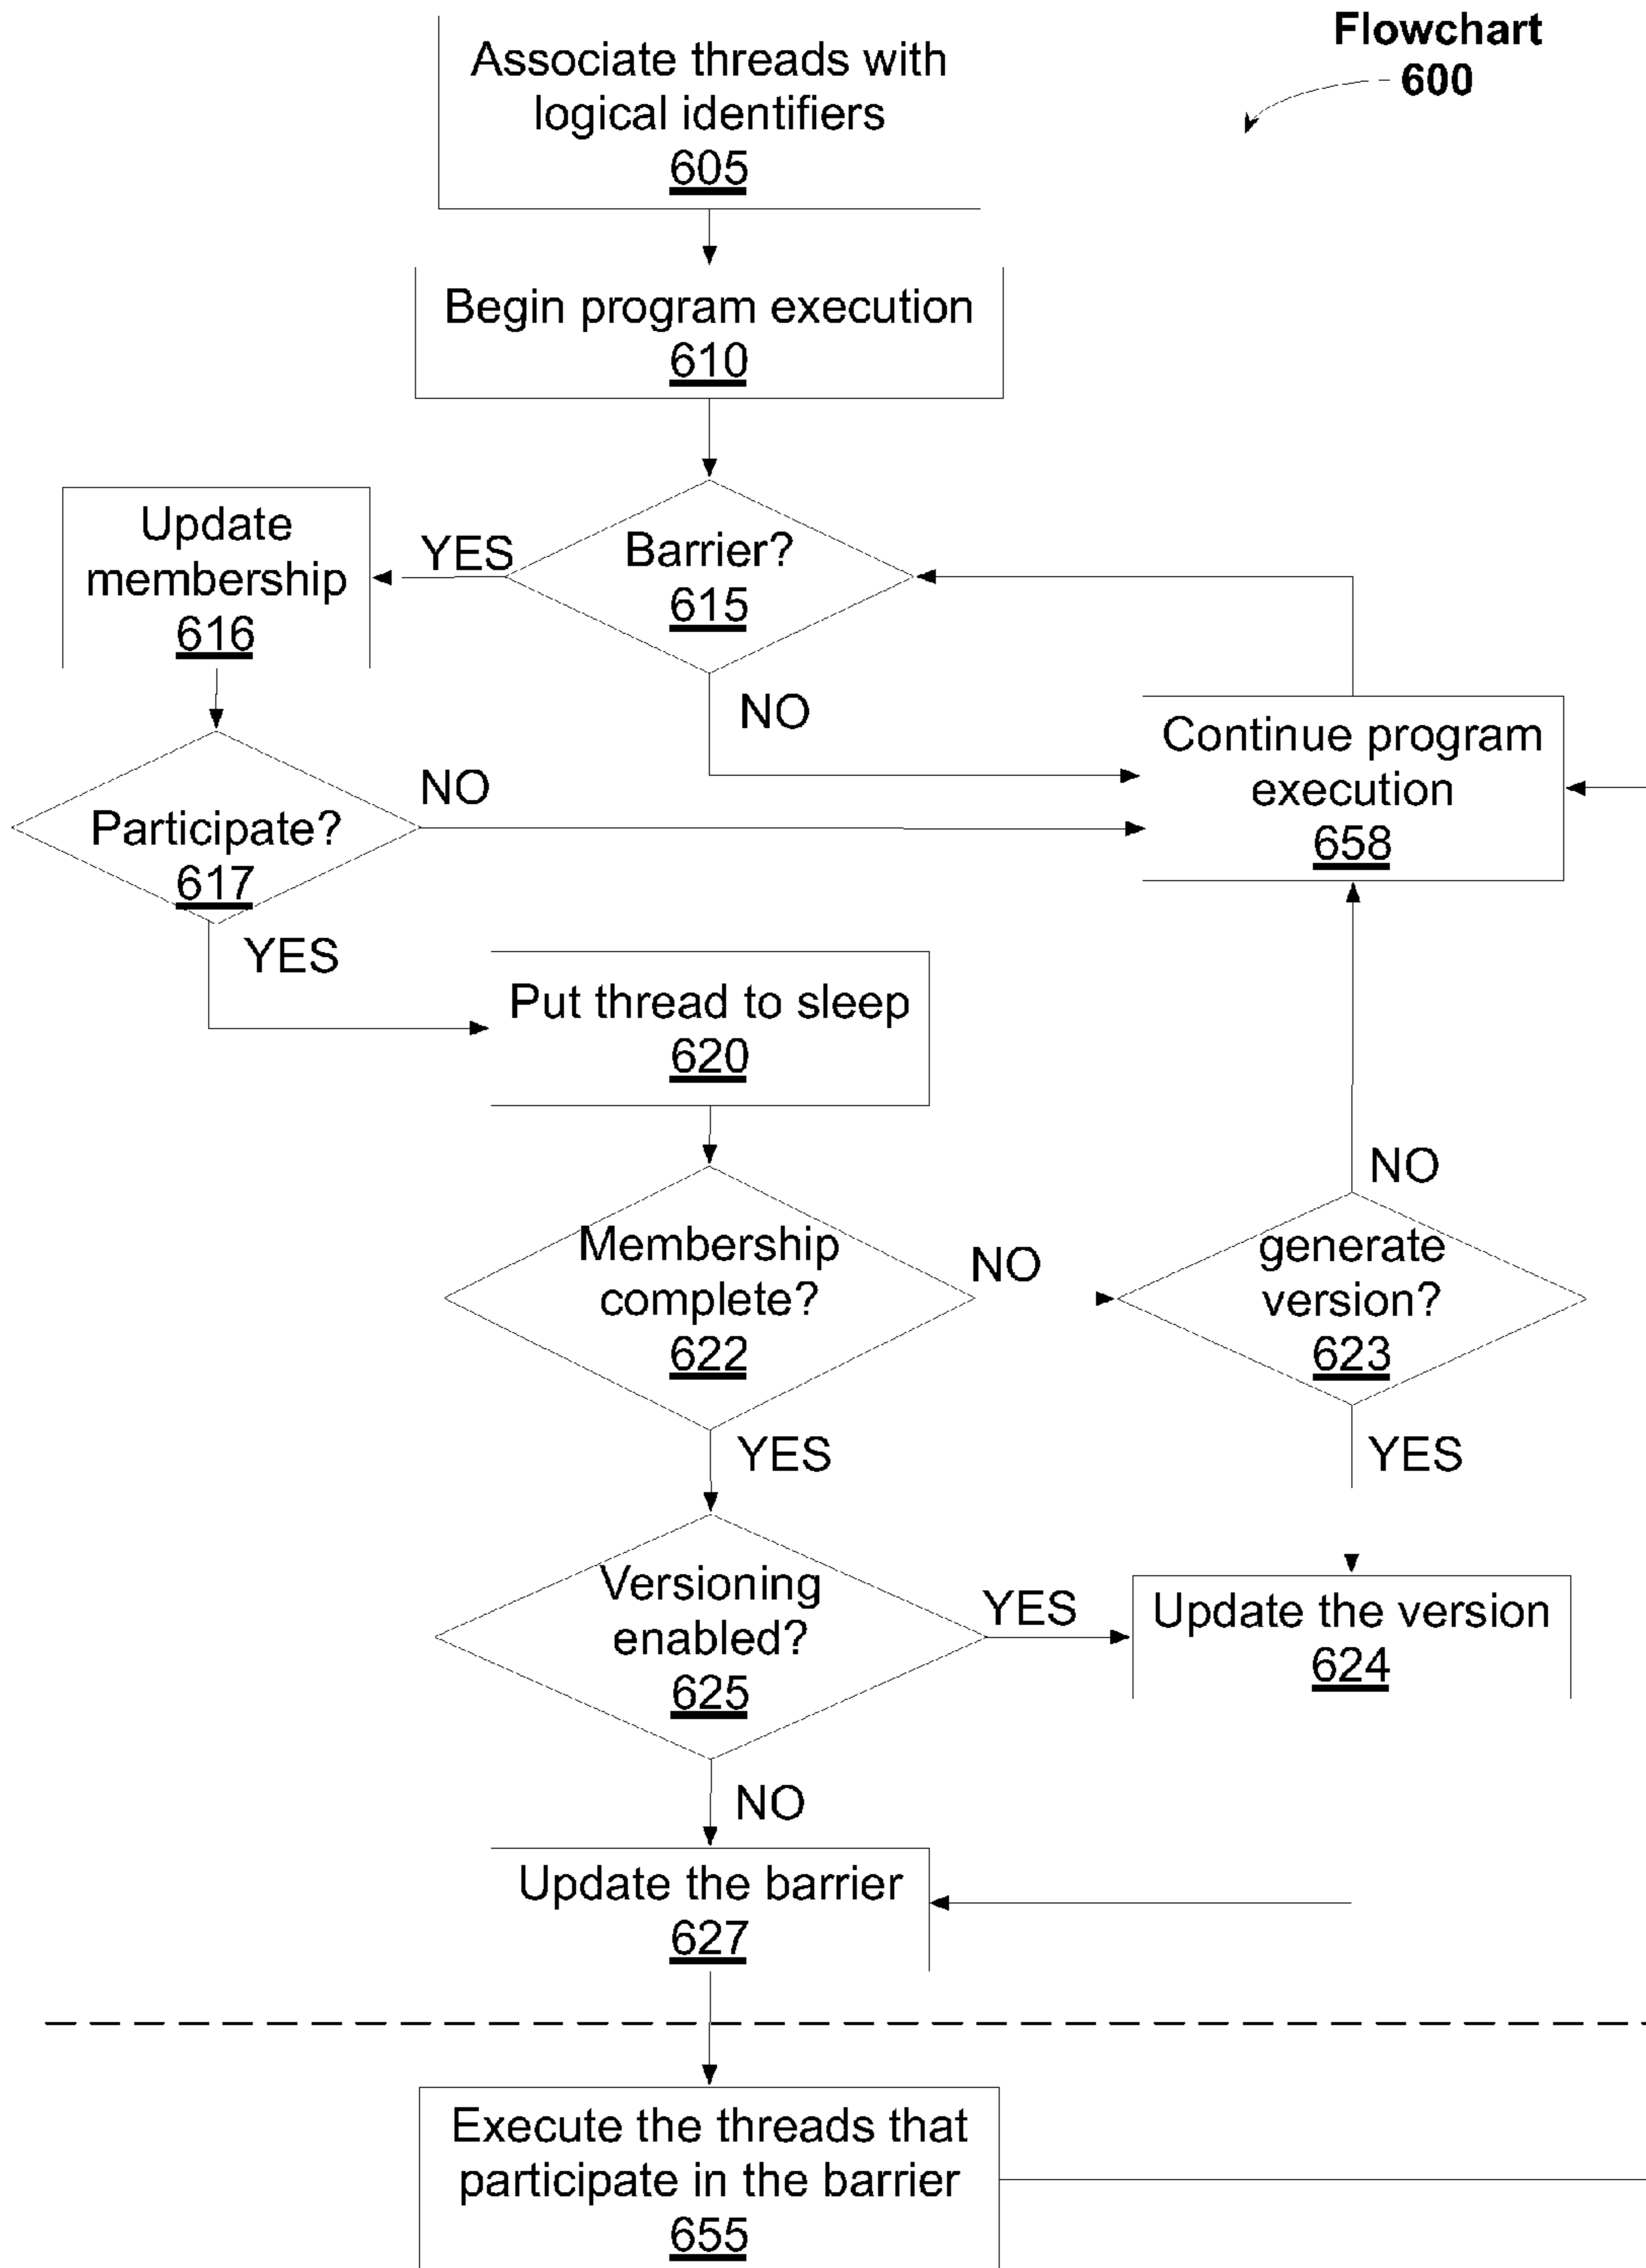 Flowchart
600
Associate threads with
logical identifiers
605
Begin program execution
610
Barrier?
615
YES
NO
Update
membership
616
Participate?
617
NO
YES
Continue program
execution
658
Put thread to sleep
620
Membership
complete?
622
NO
YES
generate
version?
623
NO
YES
Versioning
enabled?
625
YES
NO
Update the version
624
Update the barrier
627
Execute the threads that
participate in the barrier
655